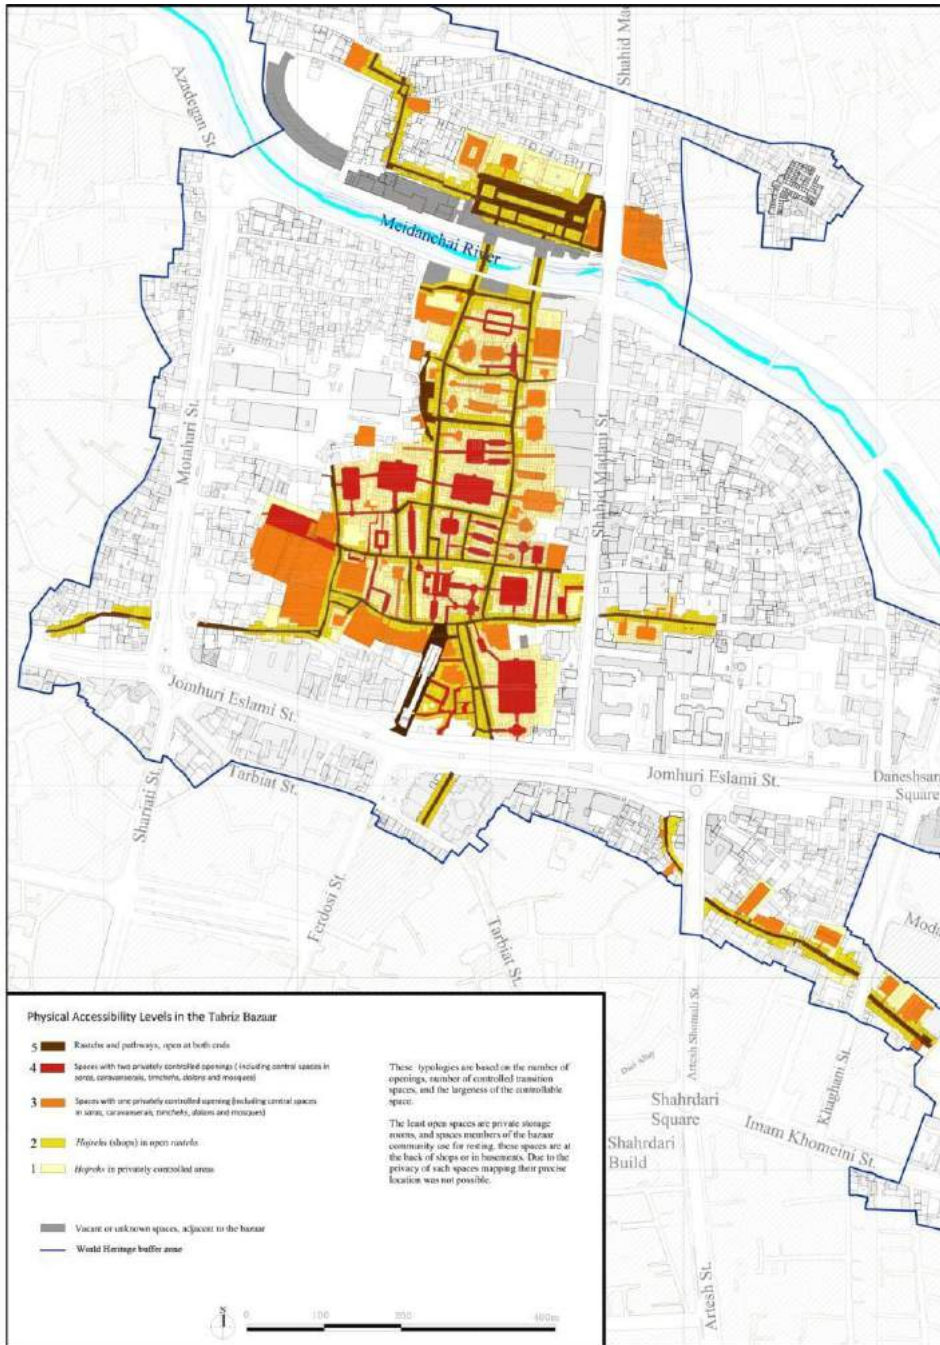 Shahid Mad
Azadegan St.
Meidanchai River
Motahari St.
Shahid Madani St.
Jomhuri Eslami St.
Tarbiat St.
Shariati St.
Jomhuri Eslami St.
Daneshsara
Square
Ferdosi St.
Tarbiat St.
Moda
Artesh Shomali St.
Khaghani St.
Shahrdari
Square
Imam Khomeini St.
Shahrdari
Build
Artesh St.
Physical Accessibility Levels in the Tabriz Bazaar
5 Rastehs and pathways, open at both ends
4 Spaces with two privately controlled openings ( including central spaces in
saras, caravanserais, timchehs, dalans and mosques)
3 Spaces with one privately controlled opening (including central spaces
in saras, caravanserais, timchehs, dalans and mosques)
2 Hojrehs (shops) in open rastehs
1 Hojrehs in privately controlled areas
Vacant or unknown spaces, adjacent to the bazaar
World Heritage buffer zone
These typologies are based on the number of
openings, number of controlled transition
spaces, and the largeness of the controllable
space.
The least open spaces are private storage
rooms, and spaces members of the bazaar
community use for resting, these spaces are at
the back of shops or in basements. Due to the
privacy of such spaces mapping their precise
location was not possible.
0 100 400m